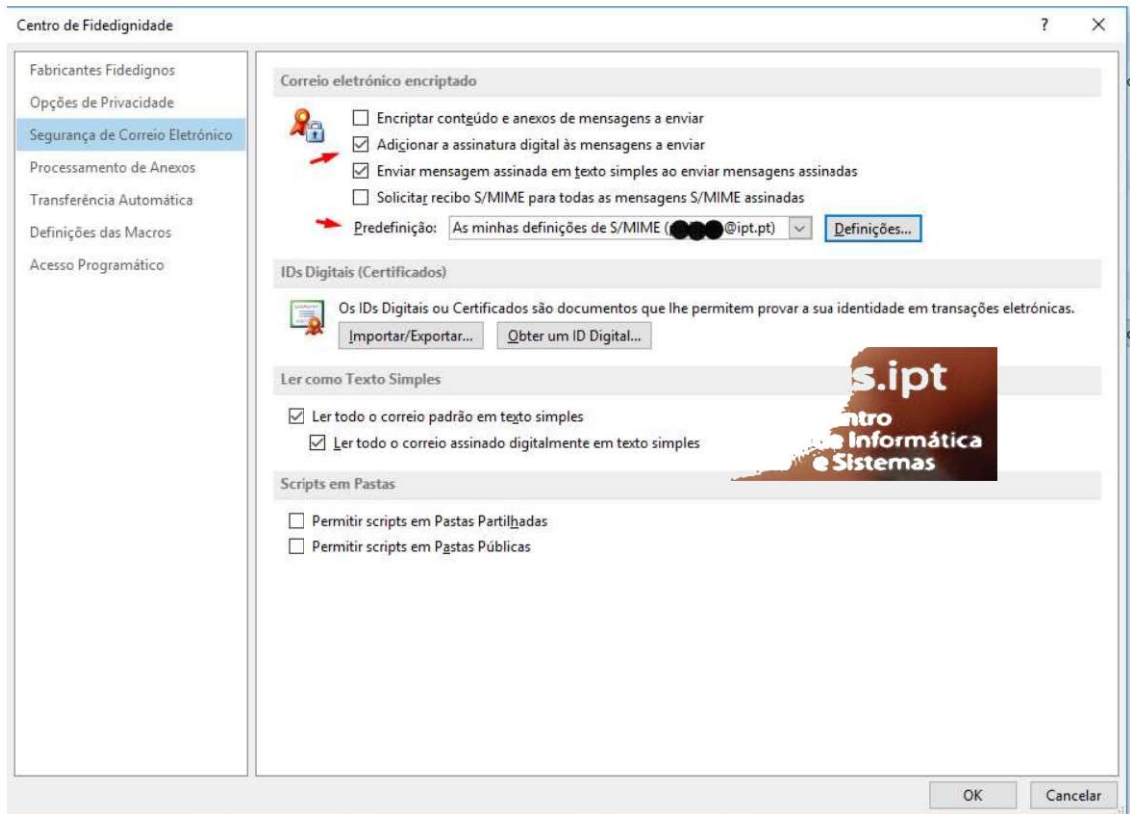 Centro de Fidedignidade
?
Fabricantes Fidedignos
Opções de Privacidade
Segurança de Correio Eletrónico
Processamento de Anexos
Transferência Automática
Definições das Macros
Acesso Programático
Correio eletrónico encriptado
Encriptar conteúdo e anexos de mensagens a enviar
Adicionar a assinatura digital às mensagens a enviar
Enviar mensagem assinada em texto simples ao enviar mensagens assinadas
Solicitar recibo S/MIME para todas as mensagens S/MIME assinadas
Predefinição: As minhas definições de S/MIME ( @ipt.pt) Definições...
IDs Digitais (Certificados)
Os IDs Digitais ou Certificados são documentos que lhe permitem provar a sua identidade em transações eletrónicas.
Importar/Exportar... Obter um ID Digital...
Ler como Texto Simples
Ler todo o correio padrão em texto simples
Ler todo o correio assinado digitalmente em texto simples
s.ipt
ntro
e Informática
e Sistemas
Scripts em Pastas
Permitir scripts em Pastas Partilhadas
Permitir scripts em Pastas Públicas
OK Cancelar